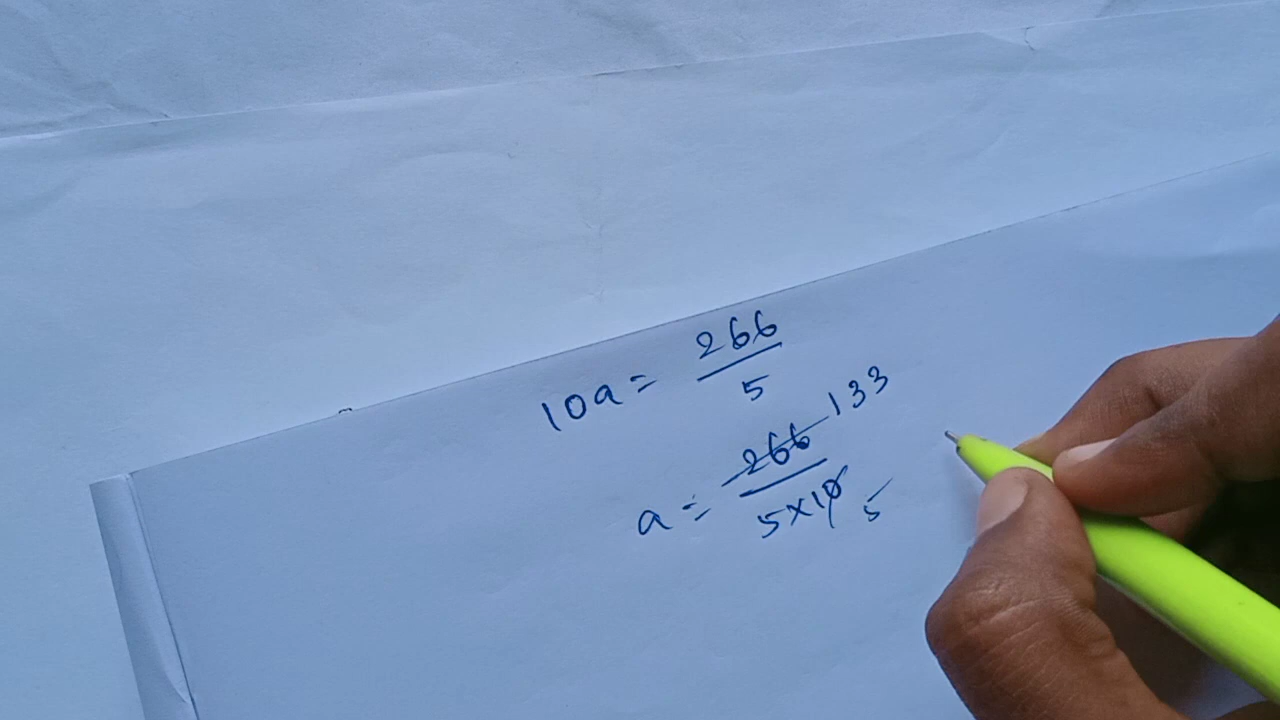 10a = 266/5
a = 266/5×10 133 5